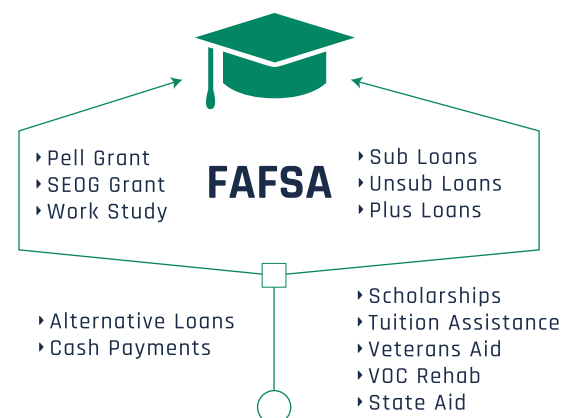 Pell Grant
SEOG Grant
Work Study
FAFSA
Sub Loans
Unsub Loans
Plus Loans
Alternative Loans
Cash Payments
Scholarships
Tuition Assistance
Veterans Aid
VOC Rehab
State Aid